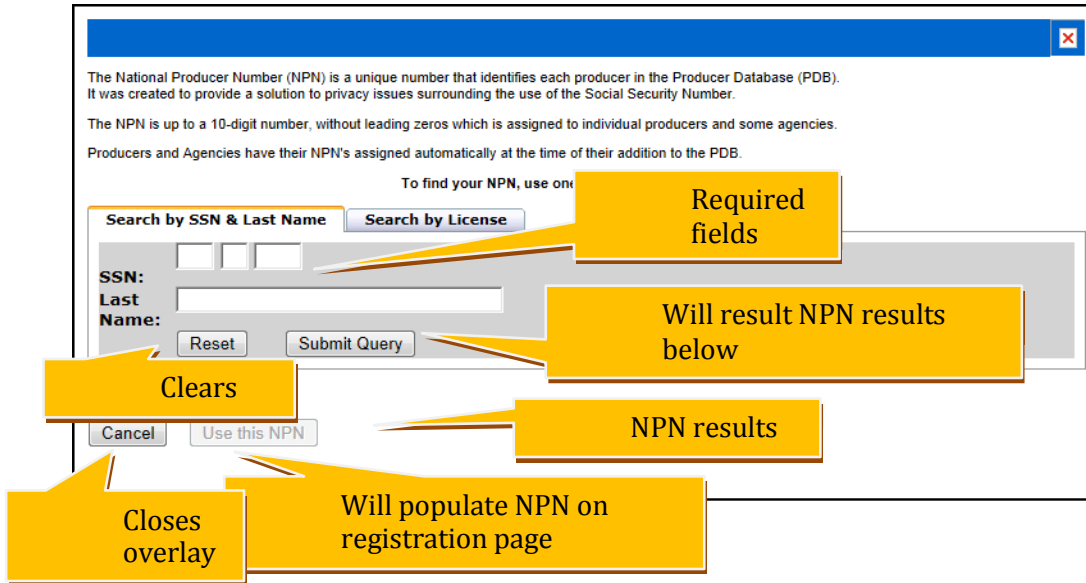 The National Producer Number (NPN) is a unique number that identifies each producer in the Producer Database (PDB).
It was created to provide a solution to privacy issues surrounding the use of the Social Security Number.
The NPN is up to a 10-digit number, without leading zeros which is assigned to individual producers and some agencies.
Producers and Agencies have their NPN's assigned automatically at the time of their addition to the PDB.
To find your NPN, use one
Required
fields
Search by SSN & Last Name Search by License
SSN:
Last
Name:
Will result NPN results
below
Reset Submit Query
Clears
Cancel Use this NPN
NPN results
Will populate NPN on
registration page
Closes
overlay